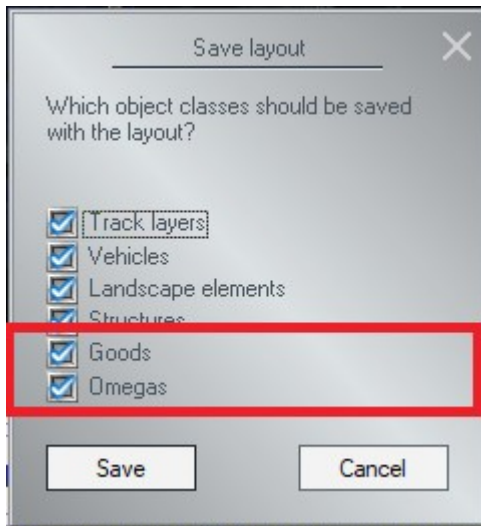 Save layout
Which object classes should be saved
with the layout?
Track layers
Vehicles
Landscape elements
Structures
Goods
Omegas
Save
Cancel